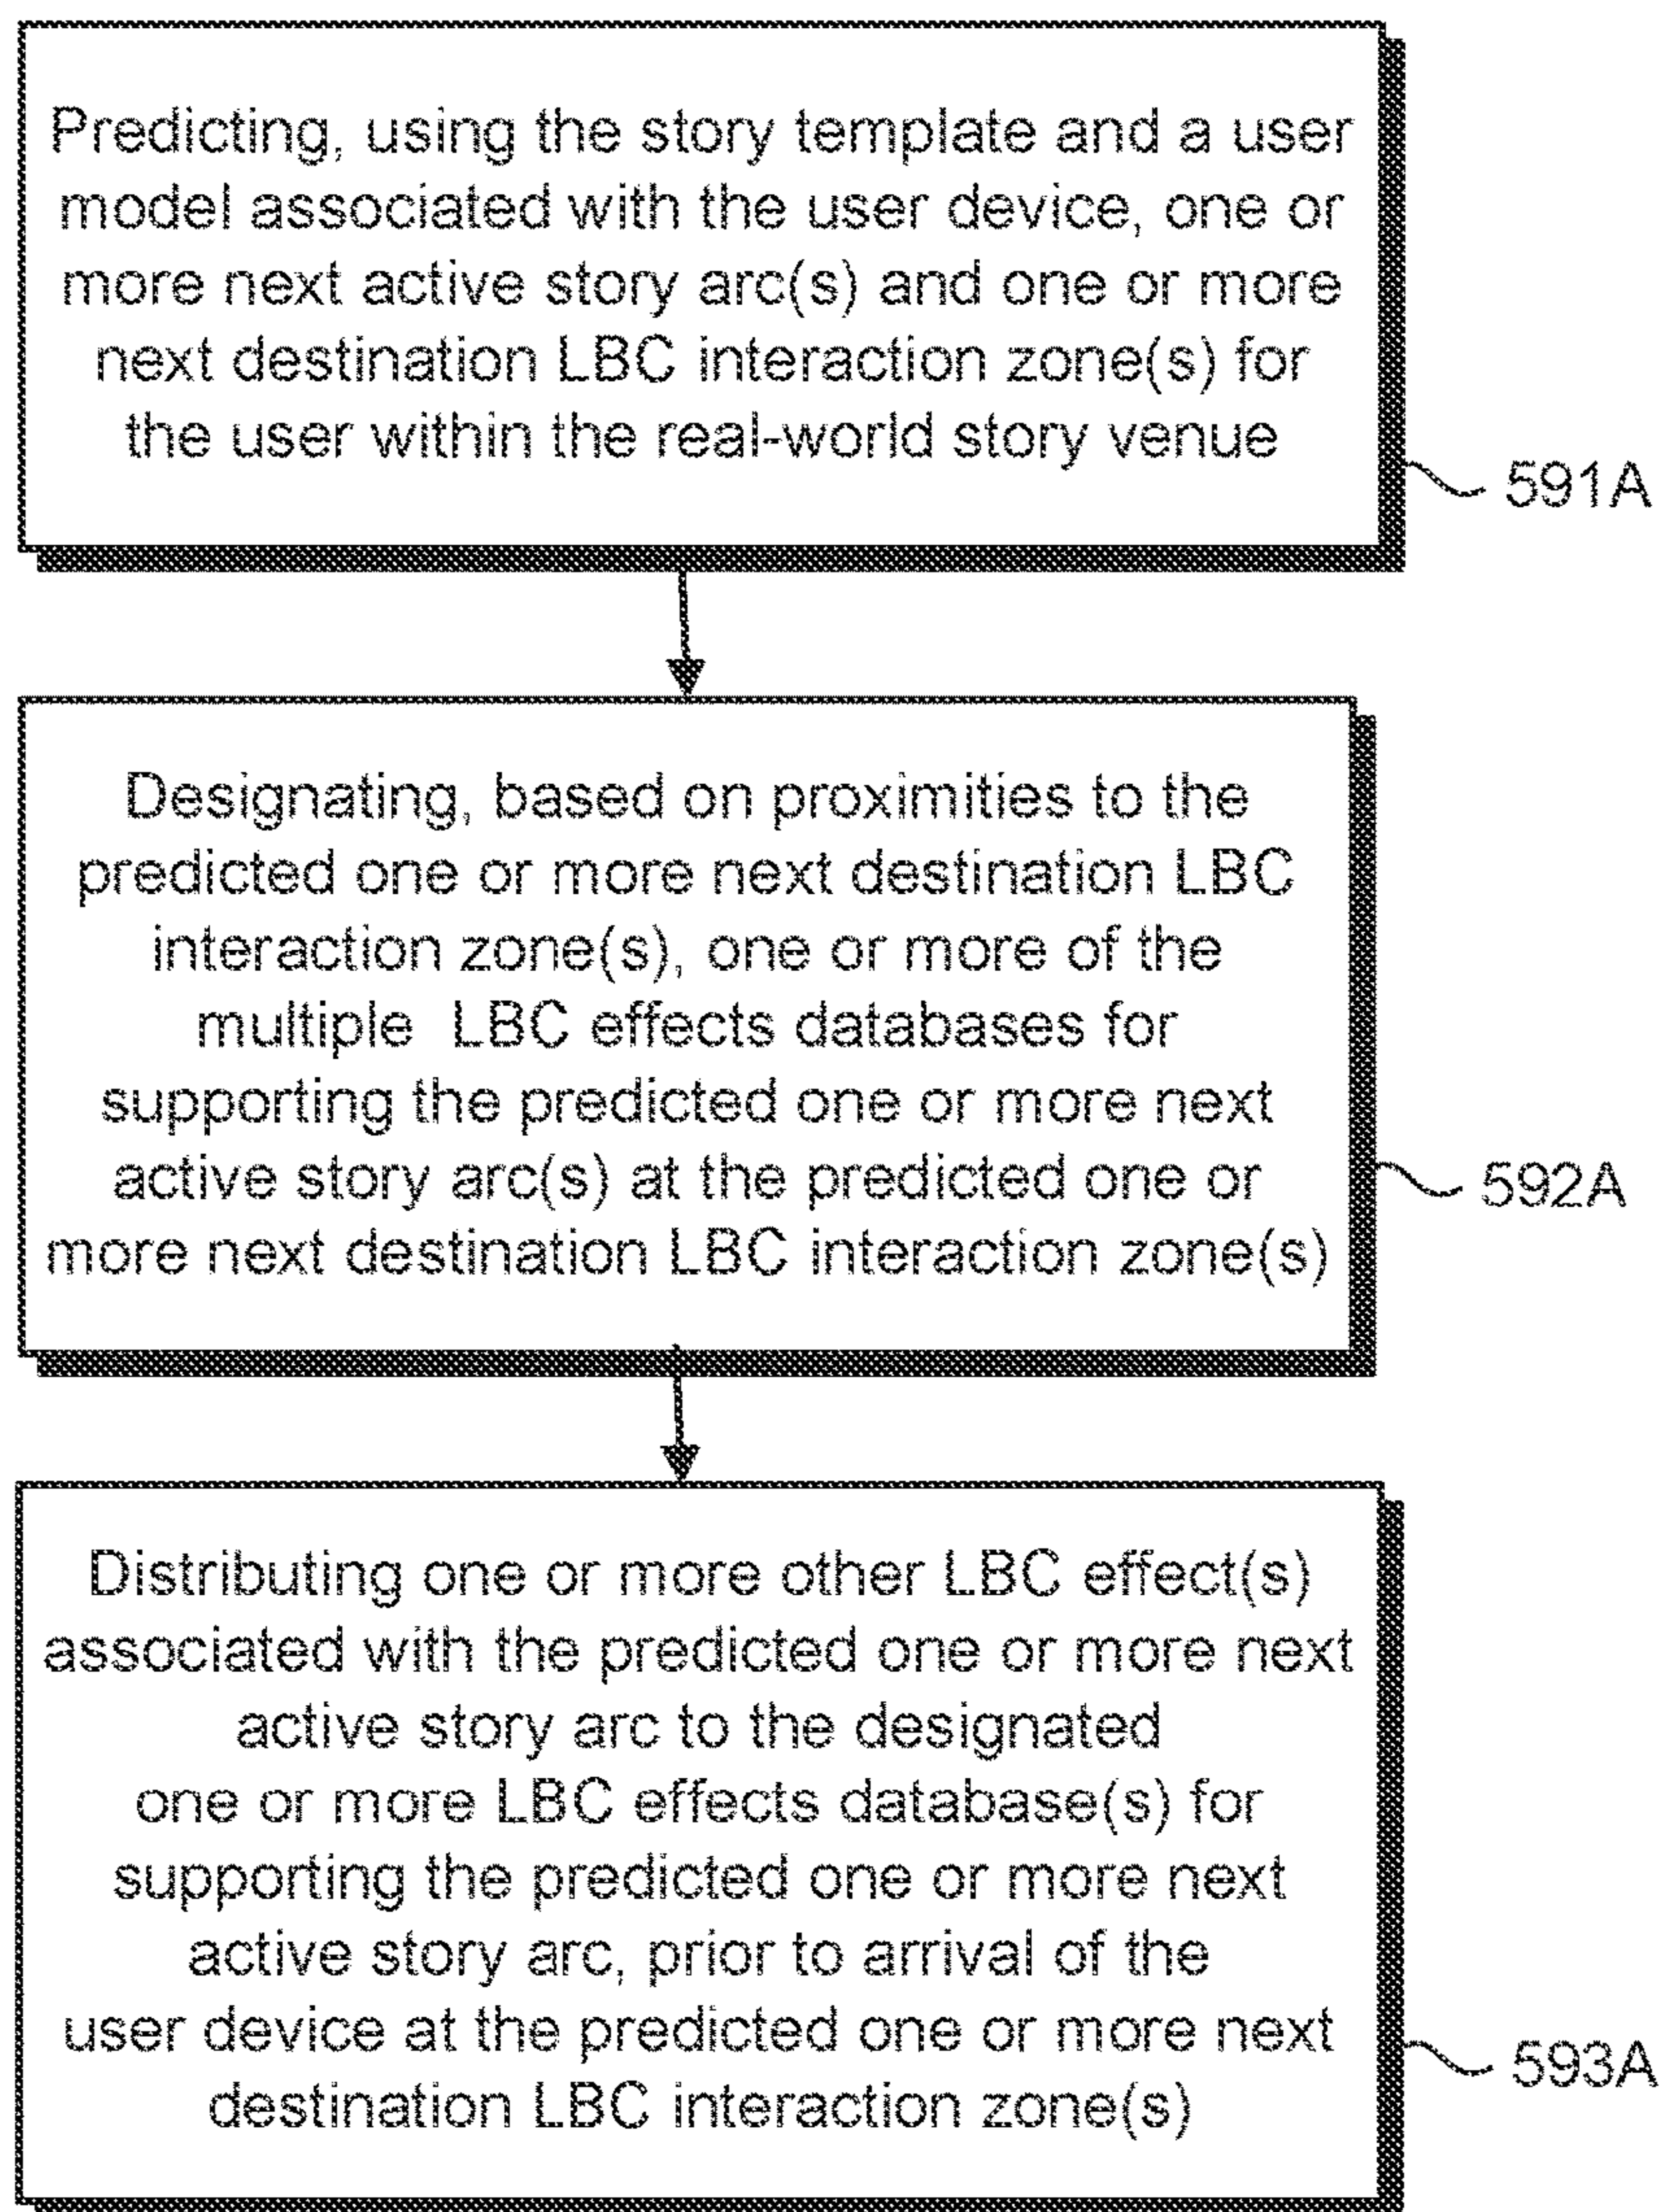 Predicting, using the story template and a user
model associated with the user device, one or
more next active story arc(s) and one or more
next destination LBC interaction zone(s) for
the user within the real-world story venue
591A
Designating, based on proximities to the
predicted one or more next destination LBC
interaction zone(s), one or more of the
multiple LBC effects databases for
supporting the predicted one or more next
active story arc(s) at the predicted one or
more next destination LBC interaction zone(s)
592A
Distributing one or more other LBC effect(s)
associated with the predicted one or more next
active story arc to the designated
one or more LBC effects database(s) for
supporting the predicted one or more next
active story arc, prior to arrival of the
user device at the predicted one or more next
destination LBC interaction zone(s)
593A